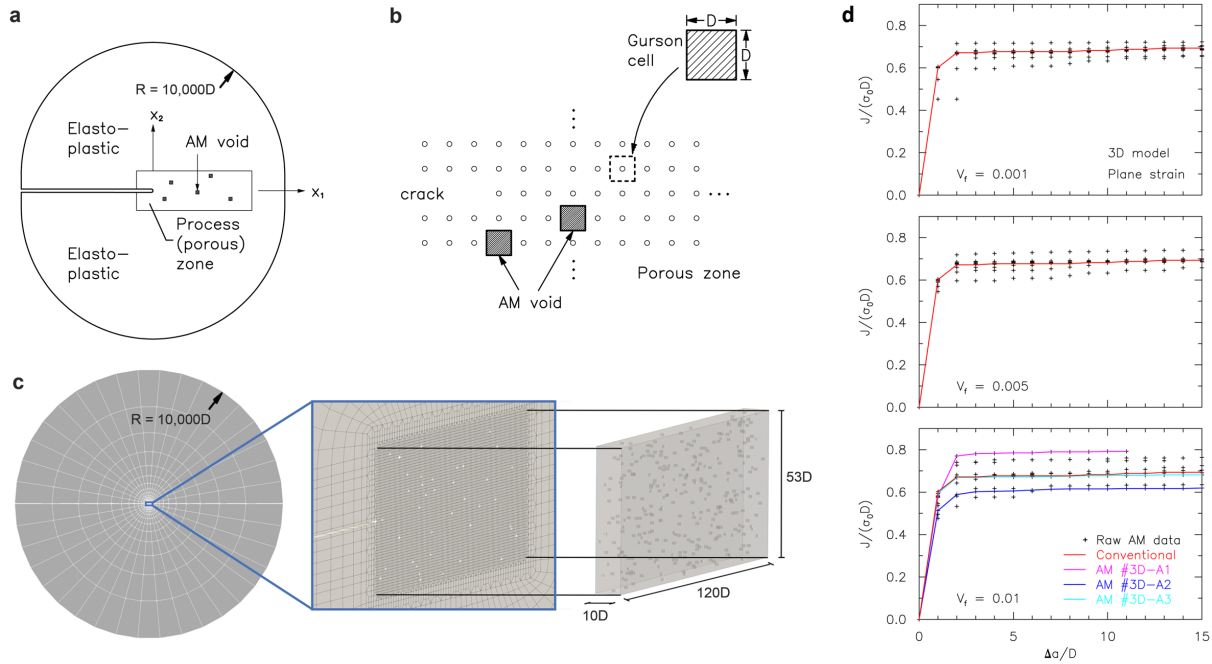 a
R = 10,000D
Elasto–
plastic
X₂
AM void
X₁
Process
(porous)
zone
Elasto–
plastic
b
D
Gurson
cell
D
crack
AM void
Porous zone
c
R = 10,000D
53D
120D
10D
d
J/(σ₀D)
0.8
0.6
0.4
0.2
0.0
V_f = 0.001
3D model
Plane strain
J/(σ₀D)
0.8
0.6
0.4
0.2
0.0
V_f = 0.005
J/(σ₀D)
0.8
0.6
0.4
0.2
0.0
+ Raw AM data
Conventional
AM #3D–A1
AM #3D–A2
AM #3D–A3
V_f = 0.01
0 5 10 15
Δa/D